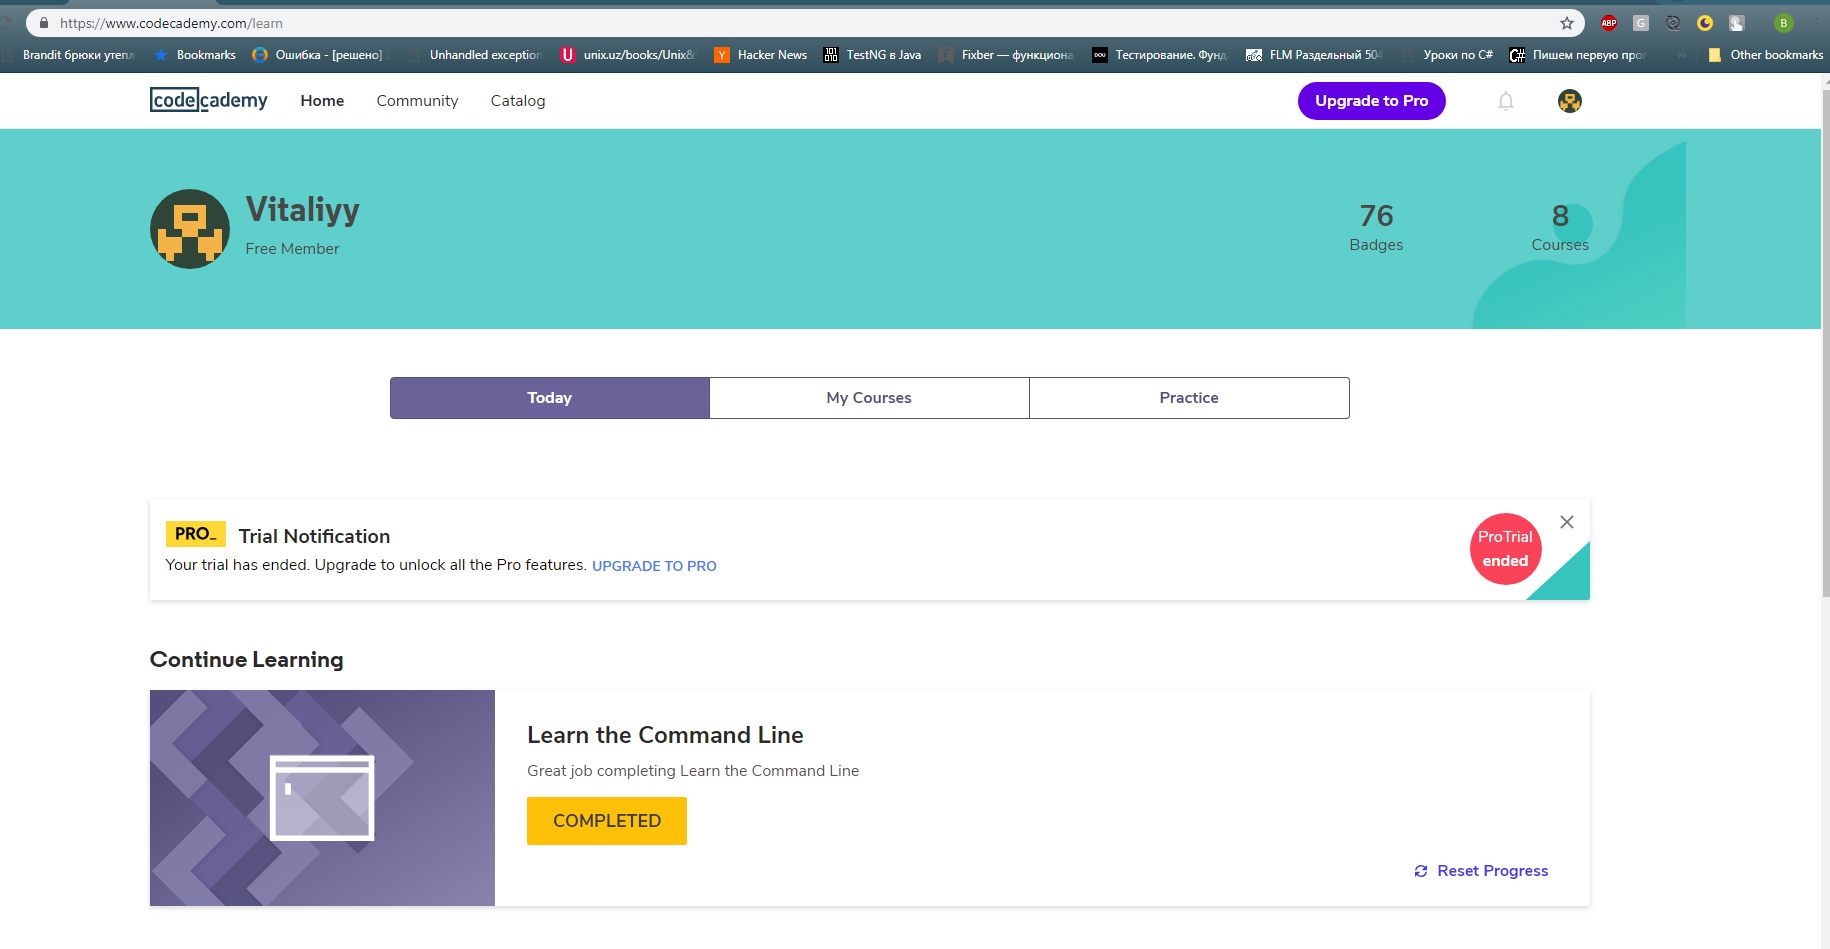 https://www.codecademy.com/learn
ABP G B
Brandit брюки утепл Bookmarks Ошибка - [решено] Unhandled exception U unix.uz/books/Unix& Y Hacker News TestNG в Java Fixber — функциона DOU Тестирование. Фунд FLM Раздельный 504 Уроки по C# C# Пишем первую про » Other bookmarks
codecademy Home Community Catalog Upgrade to Pro
Vitaliyy
Free Member
76 8
Badges Courses
Today My Courses Practice
PRO_ Trial Notification
Your trial has ended. Upgrade to unlock all the Pro features. UPGRADE TO PRO
ProTrial
ended
Continue Learning
Learn the Command Line
Great job completing Learn the Command Line
COMPLETED
Reset Progress